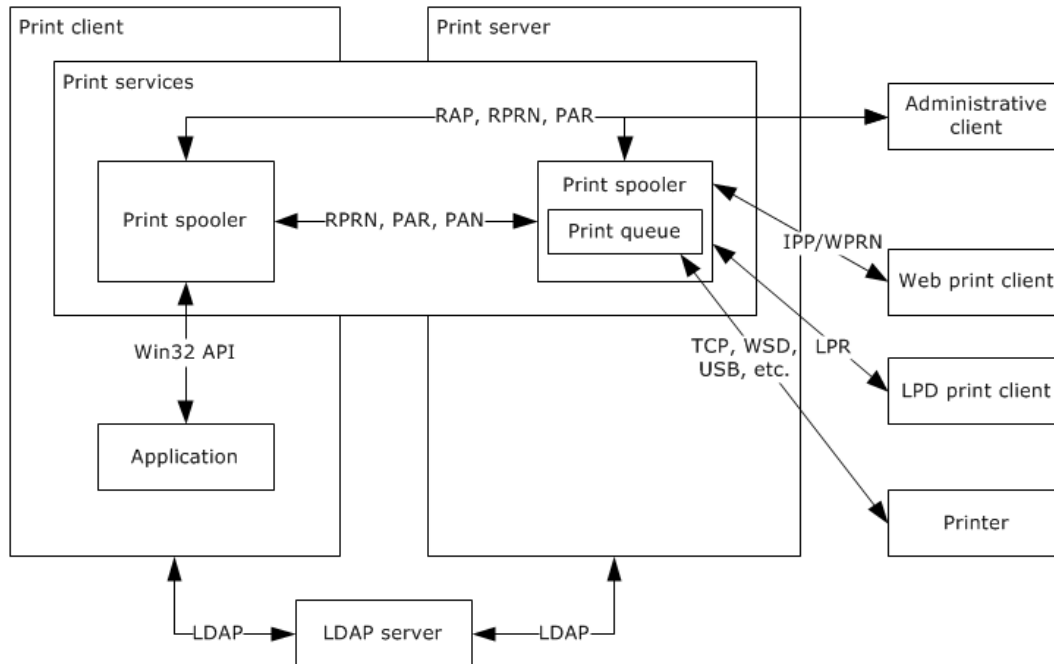 Print client
Print server
Print services
RAP, RPRN, PAR
Administrative
client
Print spooler
Print spooler
RPRN, PAR, PAN
Print queue
IPP/WPRN
Web print client
Win32 API
TCP, WSD,
USB, etc.
LPR
LPD print client
Application
Printer
LDAP
LDAP server
LDAP